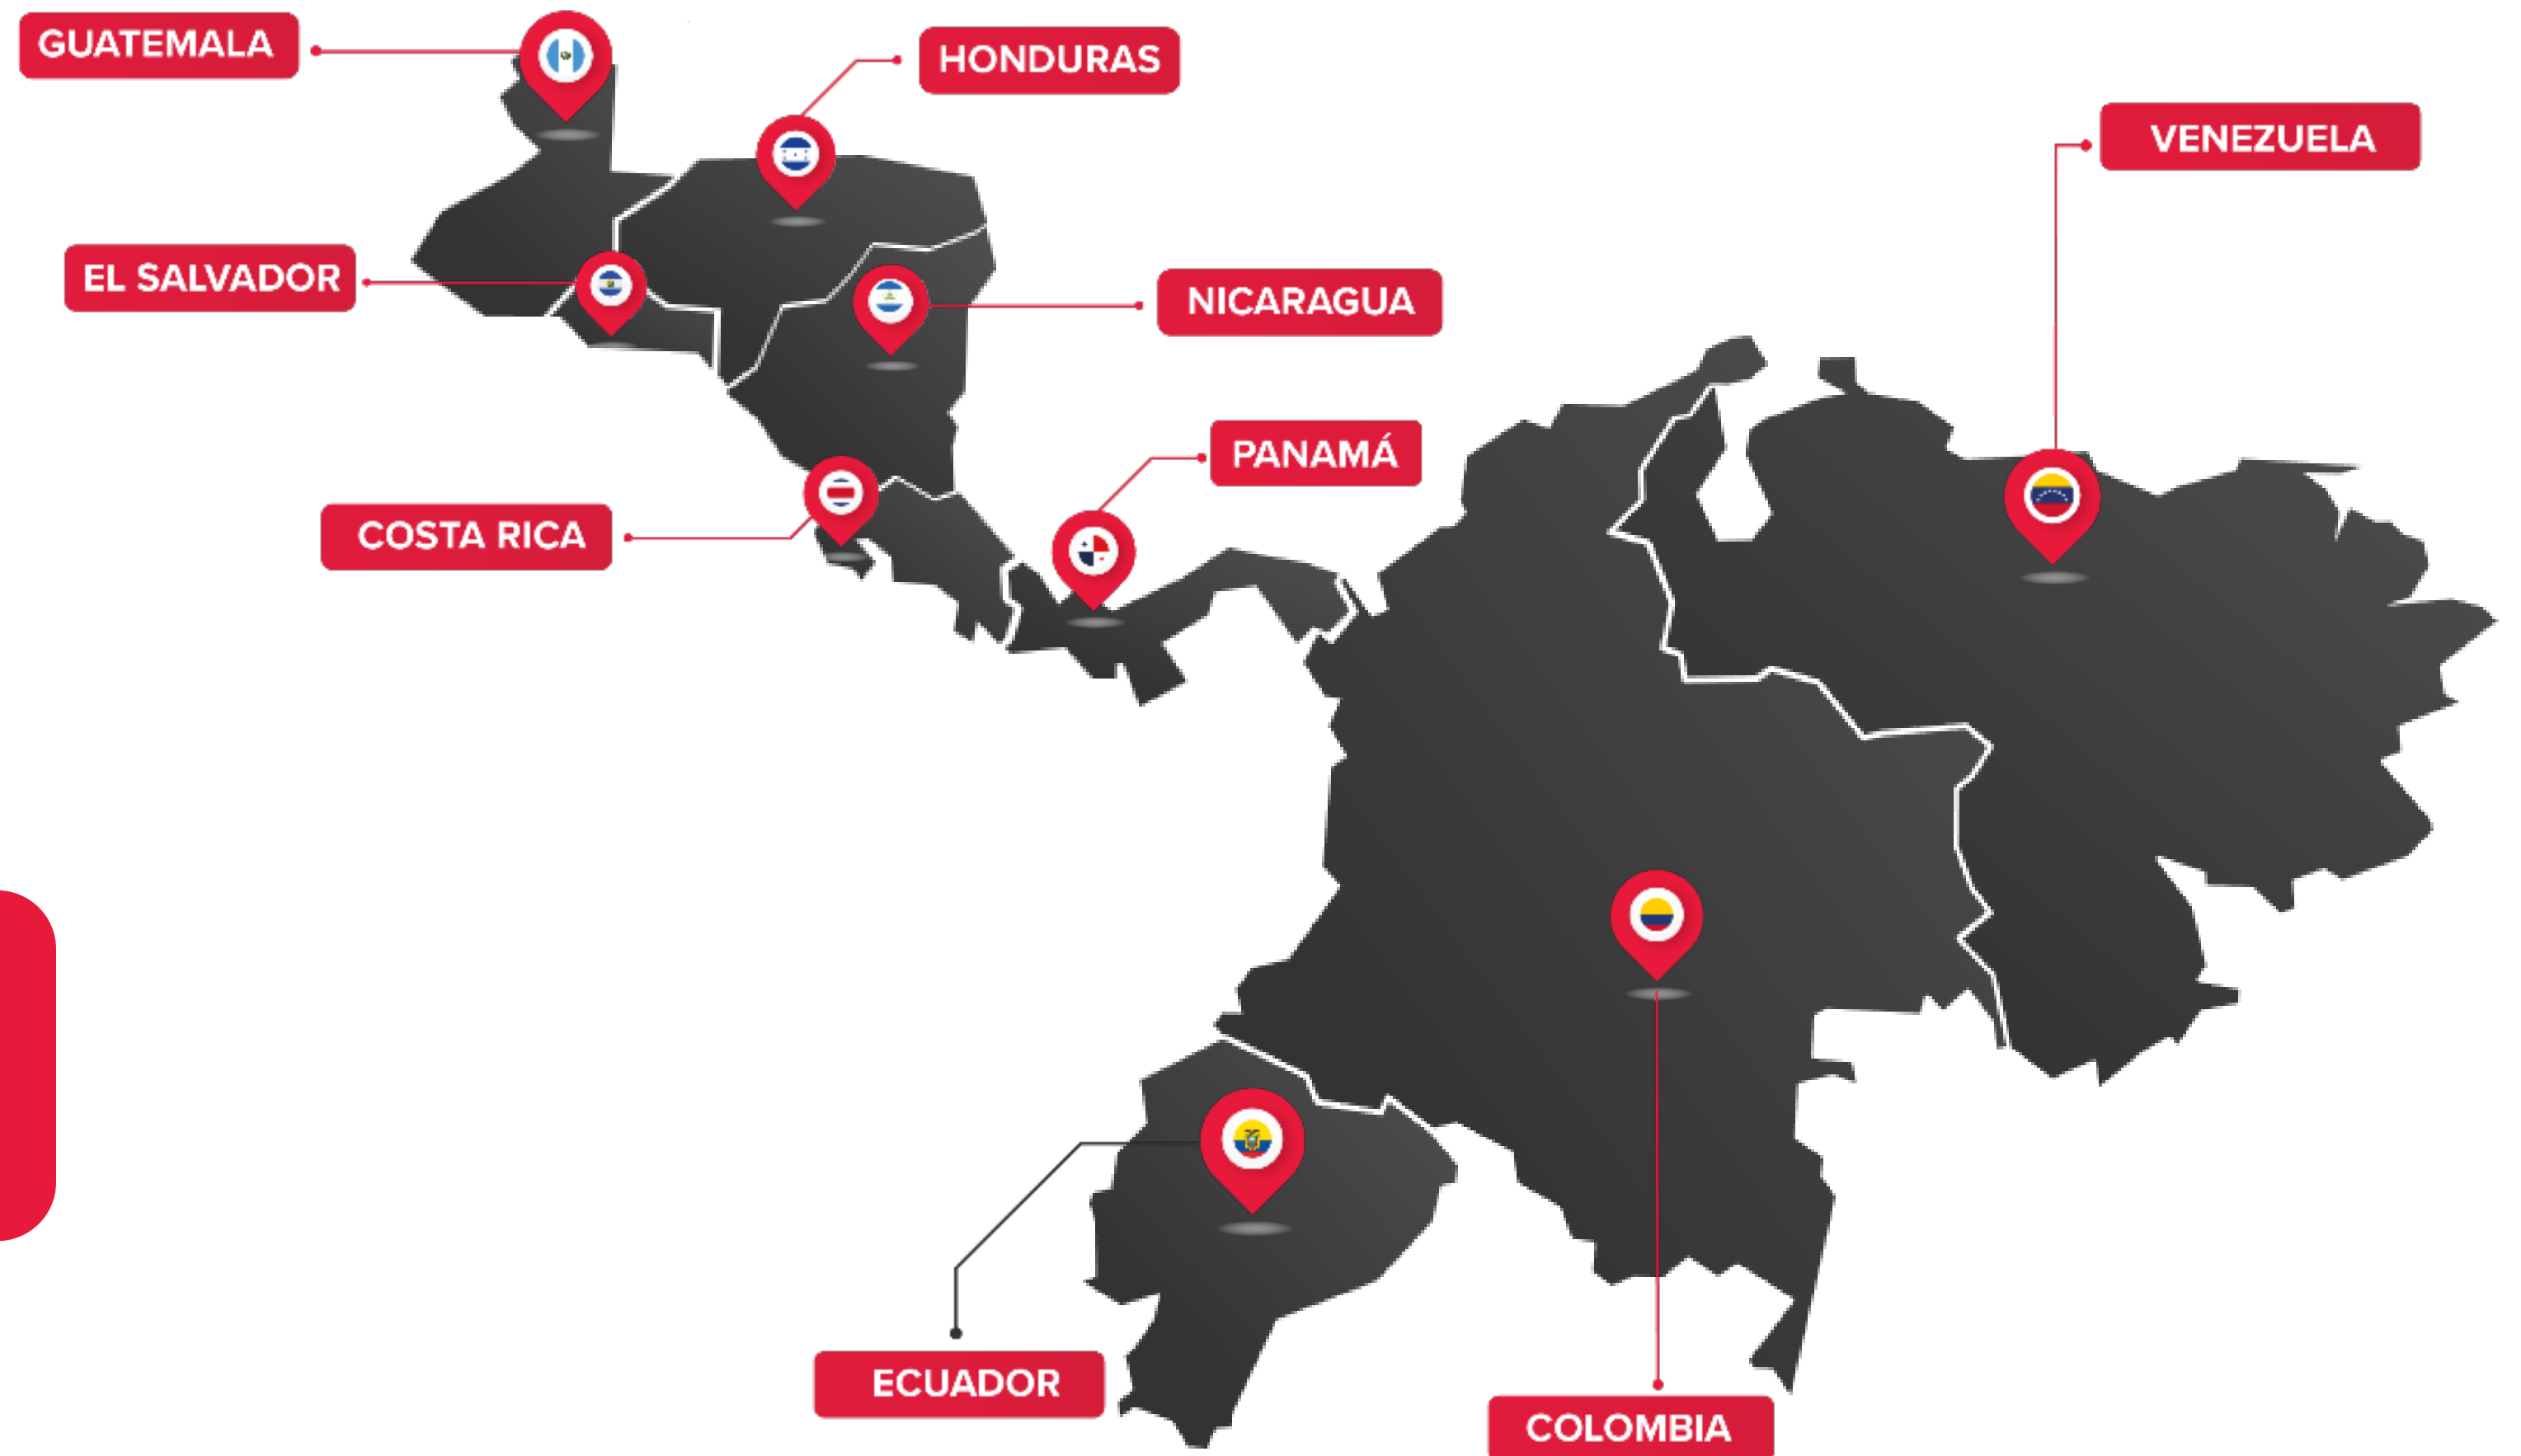 GUATEMALA
HONDURAS
VENEZUELA
EL SALVADOR
NICARAGUA
PANAMÁ
COSTA RICA
ECUADOR
COLOMBIA